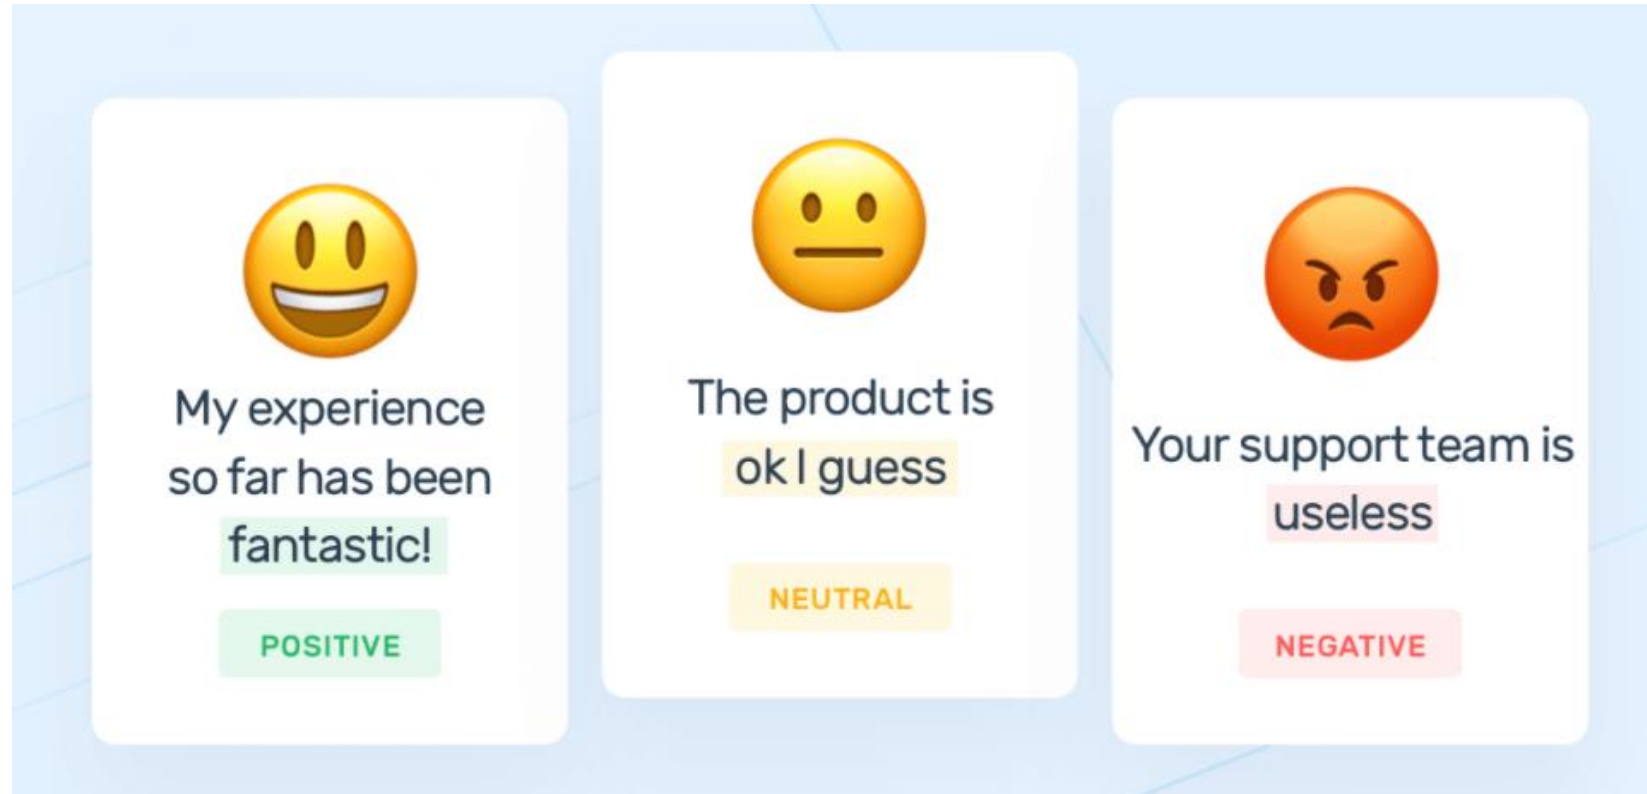 My experience
so far has been
fantastic!
POSITIVE
The product is
ok I guess
NEUTRAL
Your support team is
useless
NEGATIVE